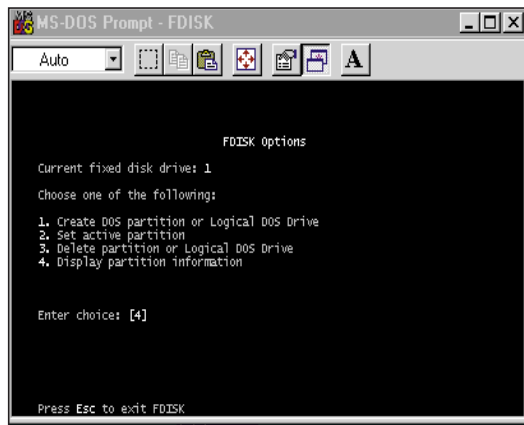 MS-DOS Prompt - FDISK
Auto
A
FDISK Options
Current fixed disk drive: 1
Choose one of the following:
1. Create DOS partition or Logical DOS Drive
2. Set active partition
3. Delete partition or Logical DOS Drive
4. Display partition information
Enter choice: [4]
Press Esc to exit FDISK